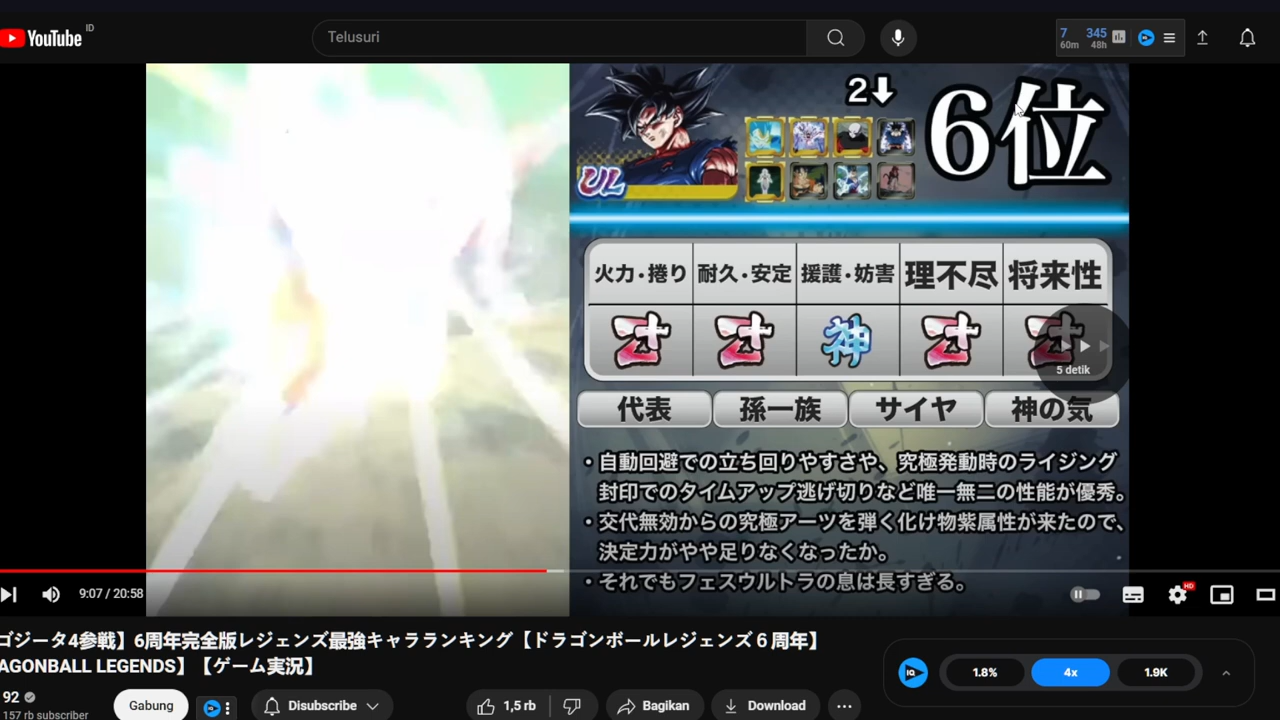 YouTube ID
Telusuri
7 345
60m 48h
2⬇
6位
UL
火力・捲り 耐久・安定 援護・妨害 理不尽 将来性
神
5 detik
代表 孫一族 サイヤ 神の気
・自動回避での立ち回りやすさや、究極発動時のライジング
封印でのタイムアップ逃げ切りなど唯一無二の性能が優秀。
・交代無効からの究極アーツを弾く化け物紫属性が来たので、
決定力がやや足りなくなったか。
・それでもフェスウルトラの息は長すぎる。
9:07 / 20:58
HD
ゴジータ4参戦】6周年完全版レジェンズ最強キャラランキング【ドラゴンボールレジェンズ６周年】
AGONBALL LEGENDS】【ゲーム実況】
IQ 1.8% 4x 1.9K
92
157 rb subscriber
Gabung
Disubscribe
1,5 rb
Bagikan
Download